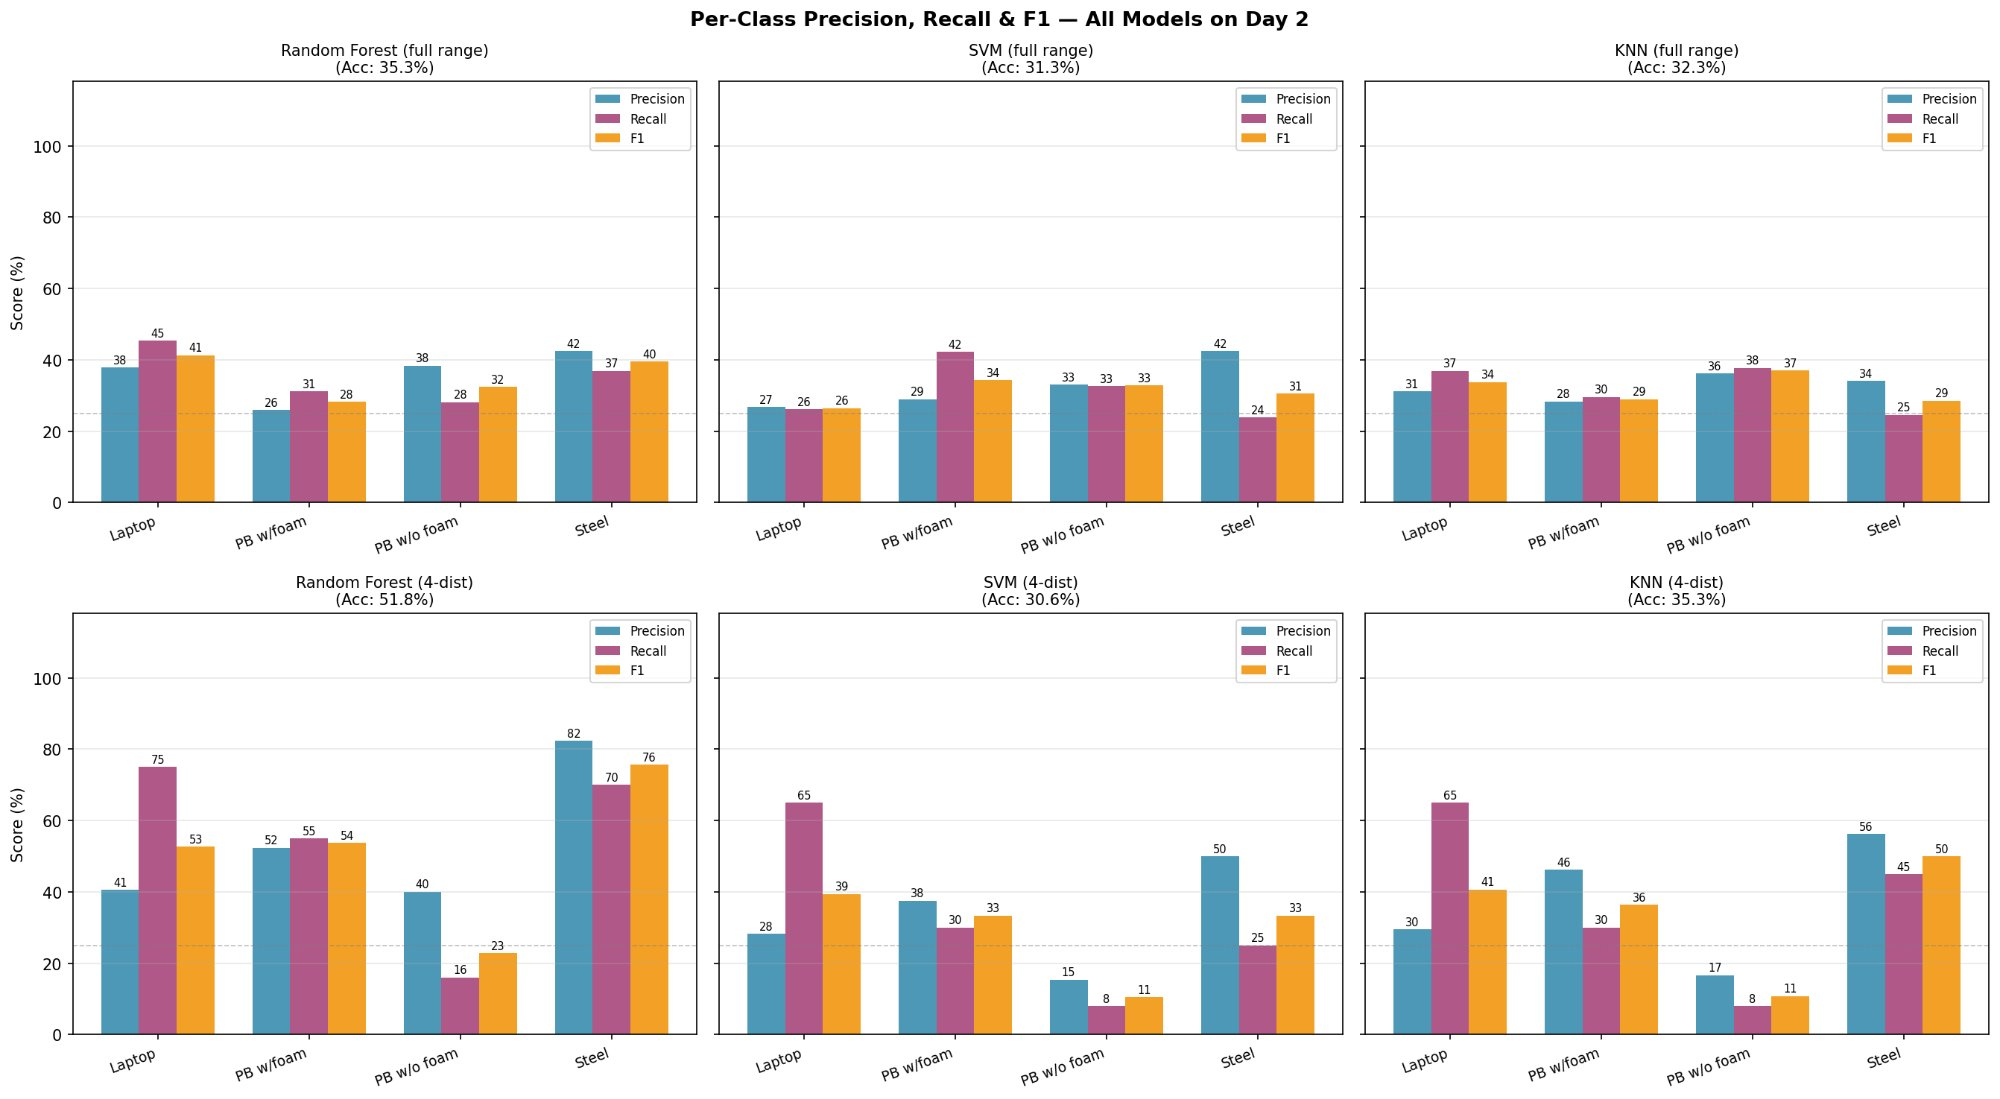 Per-Class Precision, Recall & F1 — All Models on Day 2
Random Forest (full range)
(Acc: 35.3%)
Precision
Recall
F1
Score (%)
100
80
60
40
20
0
38
45
41
26
31
28
38
28
32
42
37
40
Laptop
PB w/foam
PB w/o foam
Steel
SVM (full range)
(Acc: 31.3%)
Precision
Recall
F1
27
26
26
29
42
34
33
33
33
42
24
31
Laptop
PB w/foam
PB w/o foam
Steel
KNN (full range)
(Acc: 32.3%)
Precision
Recall
F1
31
37
34
28
30
29
36
38
37
34
25
29
Laptop
PB w/foam
PB w/o foam
Steel
Random Forest (4-dist)
(Acc: 51.8%)
Precision
Recall
F1
Score (%)
100
80
60
40
20
0
41
75
53
52
55
54
40
16
23
82
70
76
Laptop
PB w/foam
PB w/o foam
Steel
SVM (4-dist)
(Acc: 30.6%)
Precision
Recall
F1
28
65
39
38
30
33
15
8
11
50
25
33
Laptop
PB w/foam
PB w/o foam
Steel
KNN (4-dist)
(Acc: 35.3%)
Precision
Recall
F1
30
65
41
46
30
36
17
8
11
56
45
50
Laptop
PB w/foam
PB w/o foam
Steel